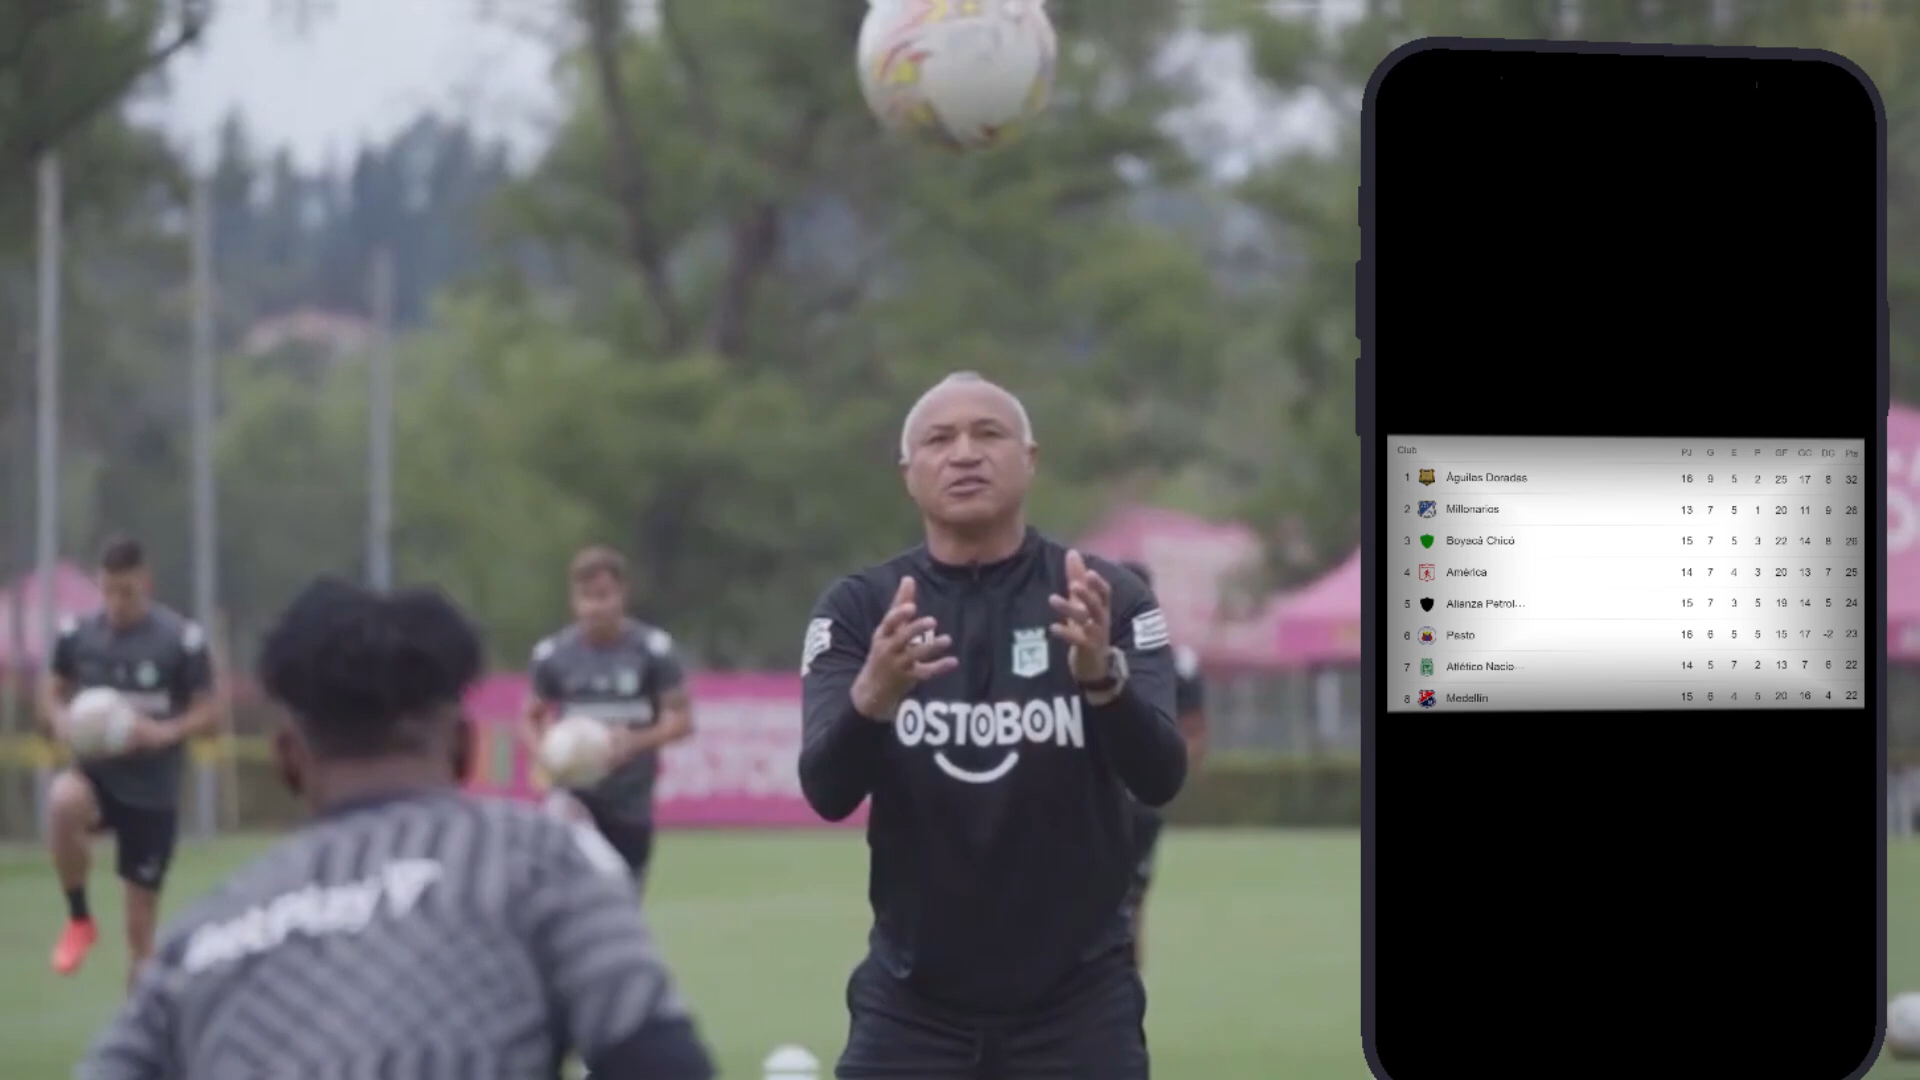 OSTOBON
BetPlay
Club PJ G E P GF GC DG Pts
1 Águilas Doradas 16 9 5 2 25 17 8 32
2 Millonarios 13 7 5 1 20 11 9 26
3 Boyacá Chicó 15 7 5 3 22 14 8 26
4 América 14 7 4 3 20 13 7 25
5 Alianza Petrol... 15 7 3 5 19 14 5 24
6 Pasto 16 6 5 5 15 17 -2 23
7 Atlético Nacio... 14 5 7 2 13 7 6 22
8 Medellín 15 6 4 5 20 16 4 22